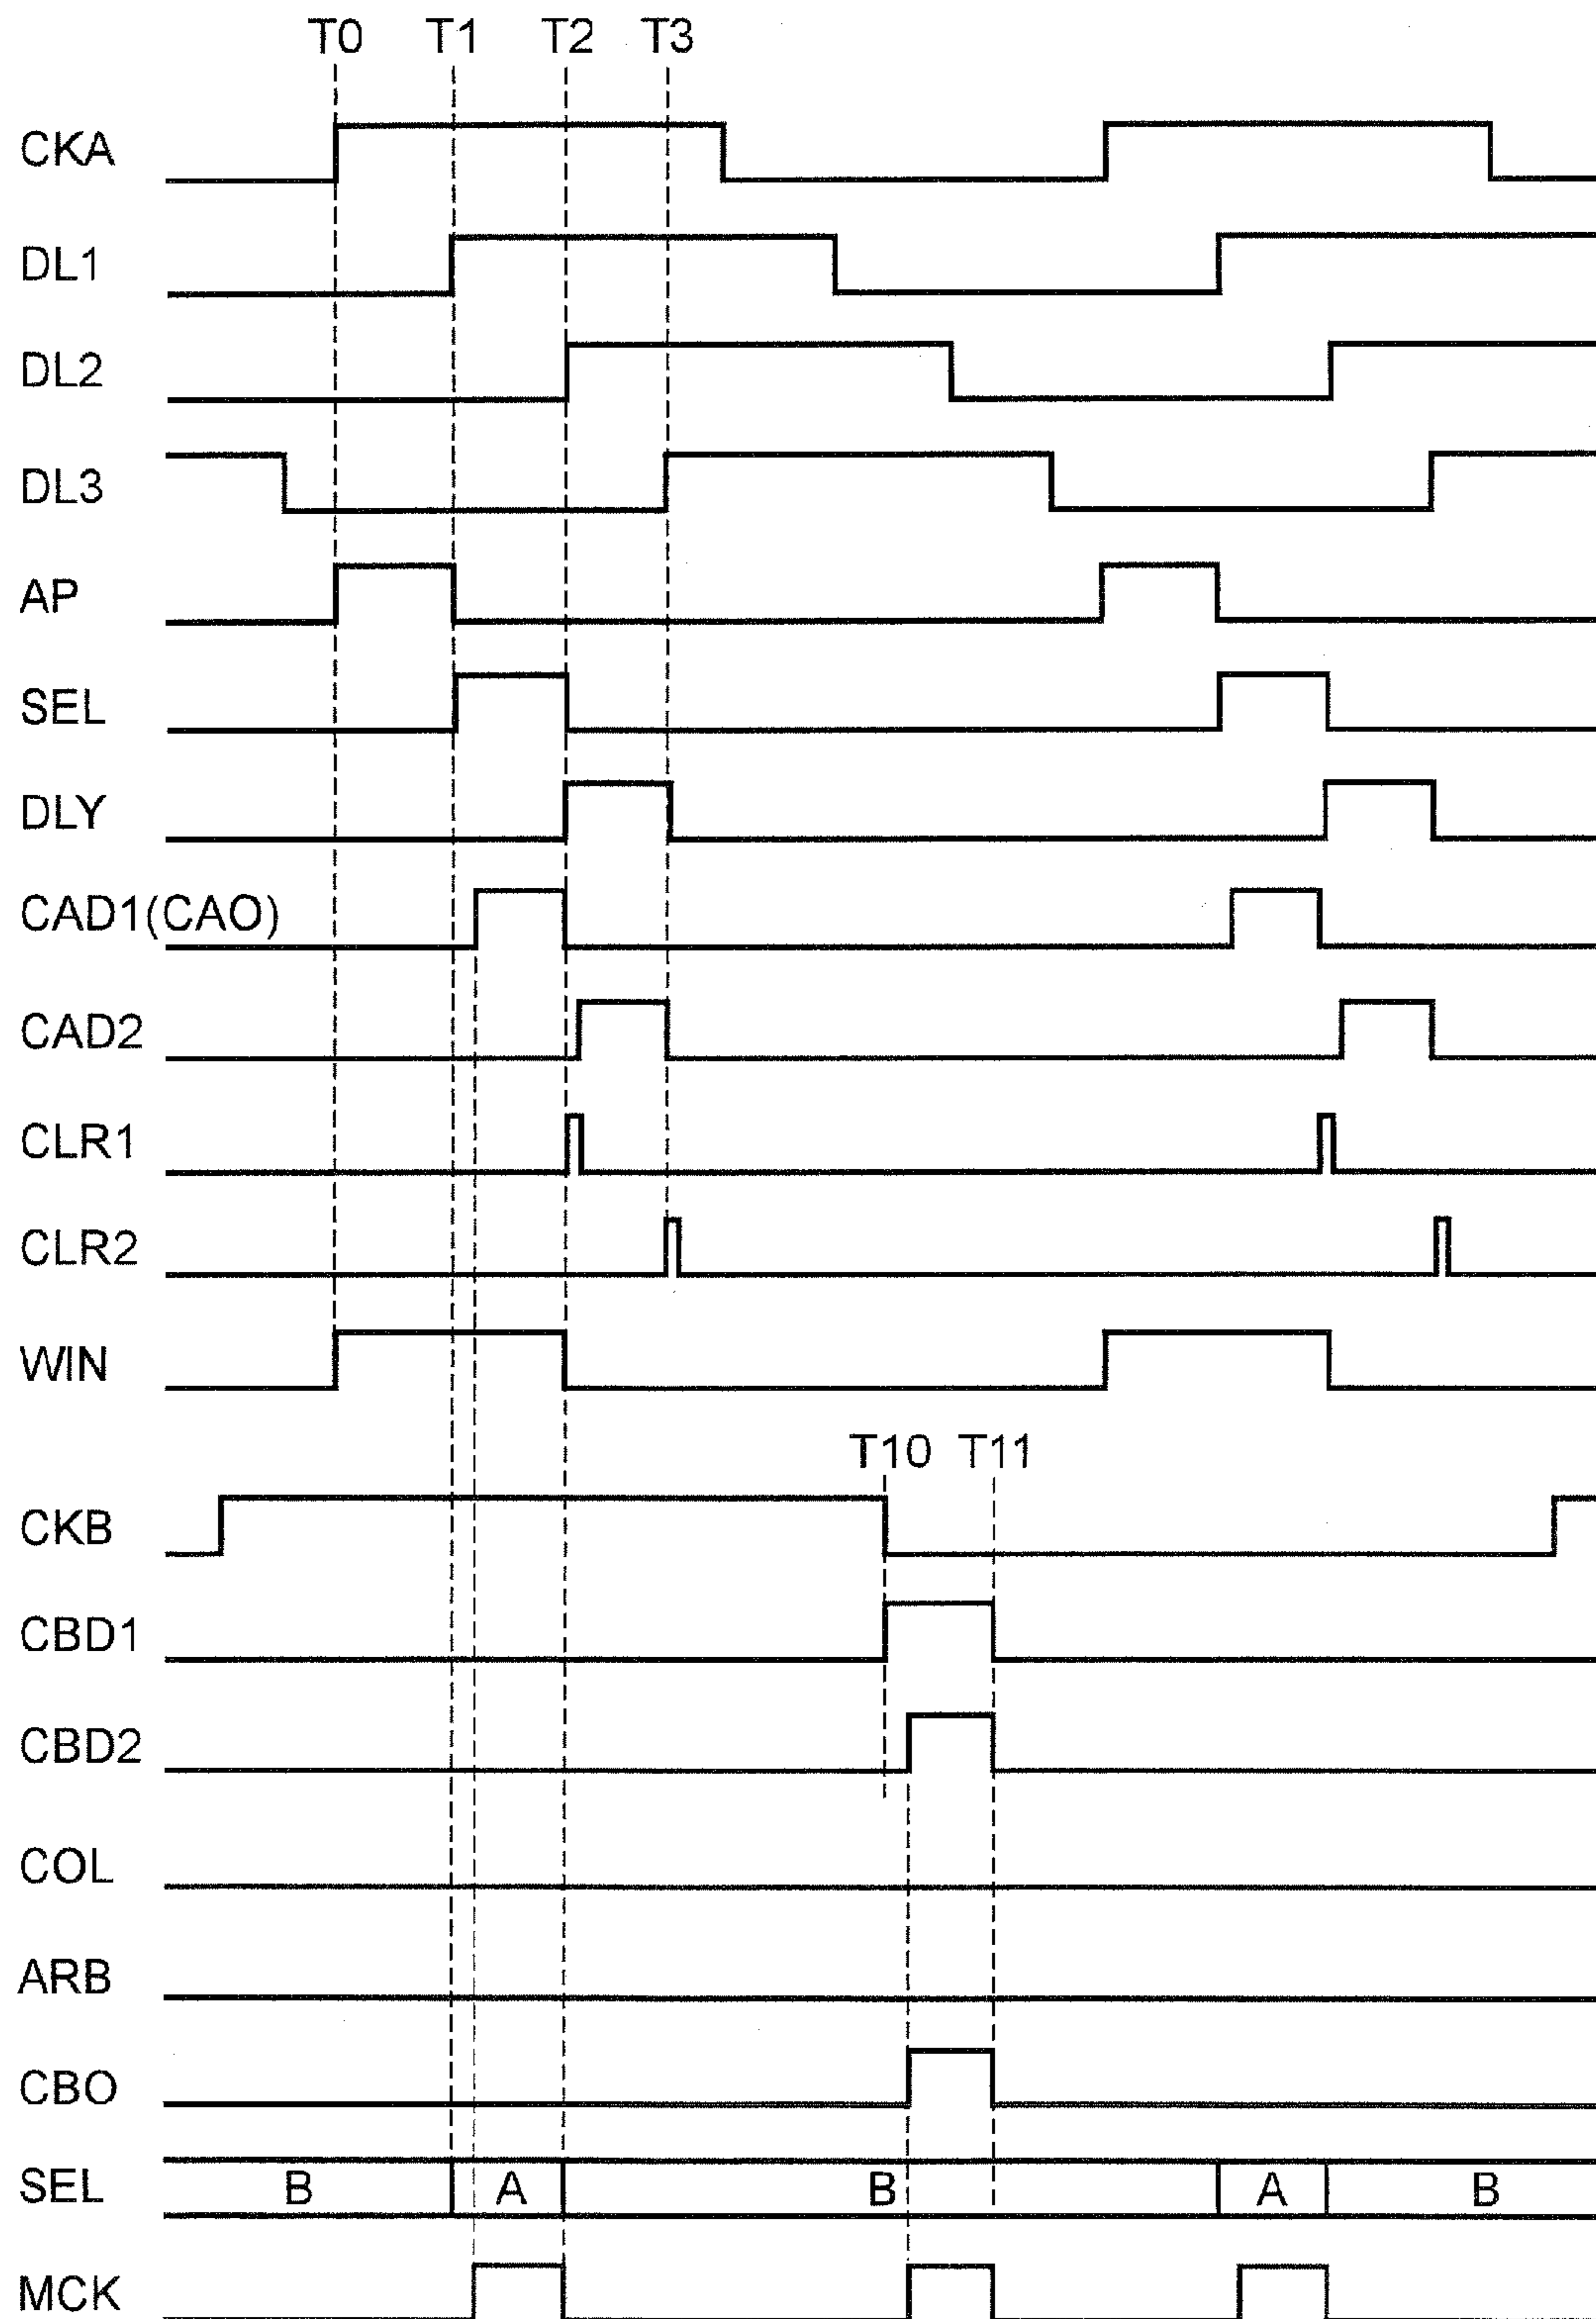 T0 T1 T2 T3
CKA
DL1
DL2
DL3
AP
SEL
DLY
CAD1(CAO)
CAD2
CLR1
CLR2
WIN
T10 T11
CKB
CBD1
CBD2
COL
ARB
CBO
SEL B A B A B
MCK